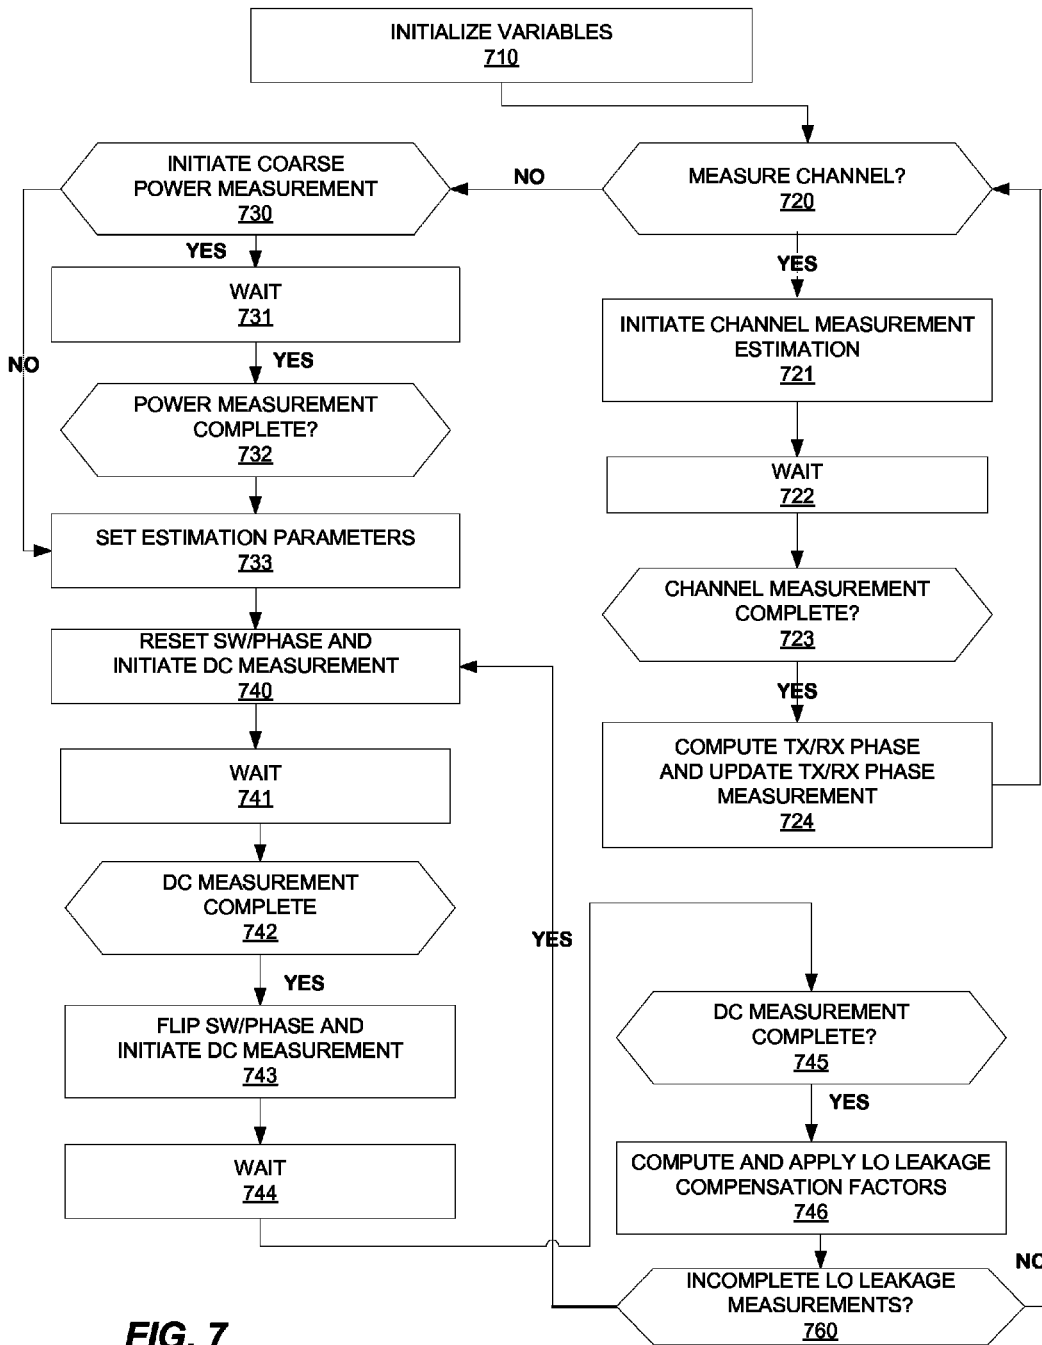 INITIALIZE VARIABLES
710
INITIATE COARSE
POWER MEASUREMENT
730
NO
MEASURE CHANNEL?
720
YES
WAIT
731
YES
INITIATE CHANNEL MEASUREMENT
ESTIMATION
721
NO
YES
POWER MEASUREMENT
COMPLETE?
732
WAIT
722
SET ESTIMATION PARAMETERS
733
CHANNEL MEASUREMENT
COMPLETE?
723
RESET SW/PHASE AND
INITIATE DC MEASUREMENT
740
YES
WAIT
741
COMPUTE TX/RX PHASE
AND UPDATE TX/RX PHASE
MEASUREMENT
724
DC MEASUREMENT
COMPLETE
742
YES
YES
FLIP SW/PHASE AND
INITIATE DC MEASUREMENT
743
DC MEASUREMENT
COMPLETE?
745
YES
WAIT
744
COMPUTE AND APPLY LO LEAKAGE
COMPENSATION FACTORS
746
NO
INCOMPLETE LO LEAKAGE
MEASUREMENTS?
760
FIG. 7